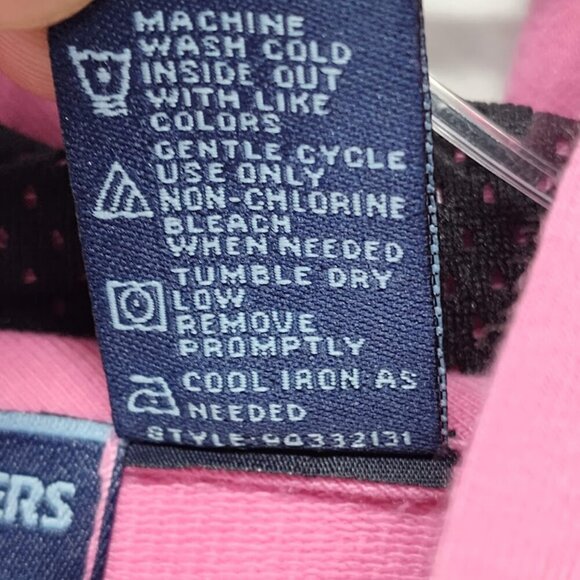 MACHINE
WASH COLD
INSIDE OUT
WITH LIKE
COLORS
GENTLE CYCLE
USE ONLY
NON-CHLORINE
BLEACH
WHEN NEEDED
TUMBLE DRY
LOW
REMOVE
PROMPTLY
COOL IRON AS
NEEDED
STYLE:
ERS